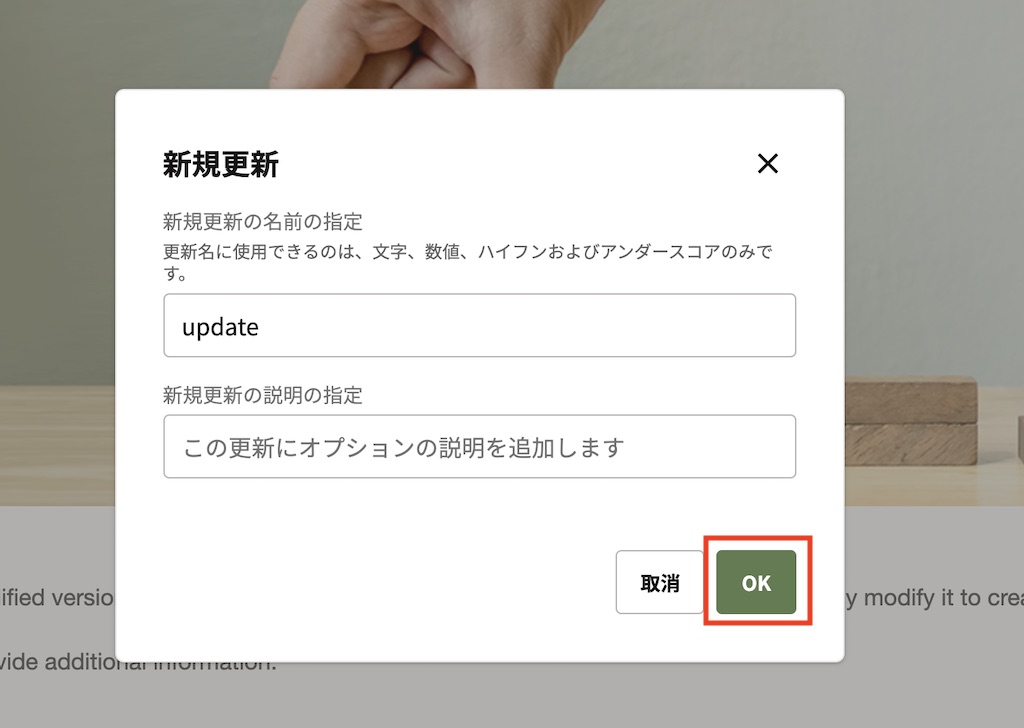 新規更新
新規更新の名前の指定
更新名に使用できるのは、文字、数値、ハイフンおよびアンダースコアのみで
す。
update
新規更新の説明の指定
この更新にオプションの説明を追加します
取消 OK
ified versio y modify it to crea
vide additional information.